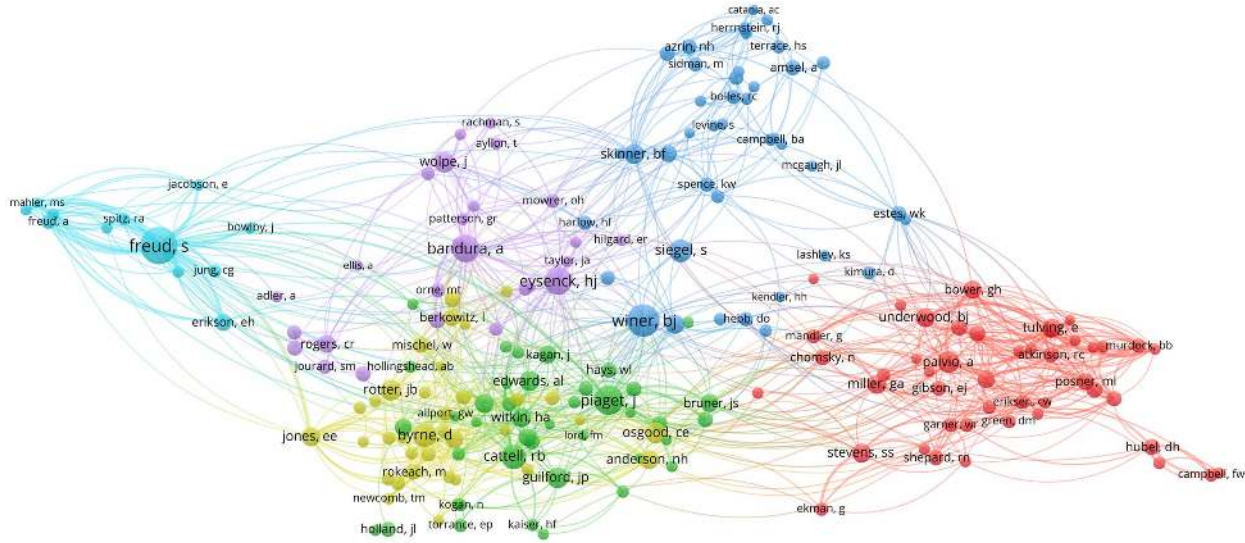 catania, ac
herrnstein, rj
azrin, nh
terrace, hs
sidman, m
amsel, a
bolles, rc
rachman, s
levine, s
ayllon, t
campbell, ba
skinner, bf
wolpe, j
mcgaugh, jl
jacobson, e
spence, kw
mahler, ms
mowrer, oh
spitz, ra
freud, a
patterson, gr
harlow, hf
estes, wk
bowlby, j
hilgard, er
freud, s
bandura, a
siegel, s
lashley, ks
taylor, ja
ellis, a
jung, cg
kimura, d
eysenck, hj
kendler, hh
bower, gh
orne, mt
adler, a
berkowitz, l
underwood, bj
winer, bj
hebb, do
erikson, eh
tulving, e
mandler, g
rogers, cr
mischel, w
murdock, bb
kagan, j
atkinson, rc
chomsky, n
paivio, a
jourard, sm
hollingshead, ab
hays, wl
edwards, al
posner, mi
miller, ga
gibson, ej
rotter, jb
piaget, j
bruner, js
eriksen, cw
allport, gw
witkin, ha
green, dm
garner, wr
jones, ee
byrne, d
lord, fm
osgood, ce
hubel, dh
cattell, rb
stevens, ss
shepard, rn
anderson, nh
rokeach, m
campbell, fw
guilford, jp
newcomb, tm
kogan, n
ekman, g
holland, jl
torrance, ep
kaiser, hf